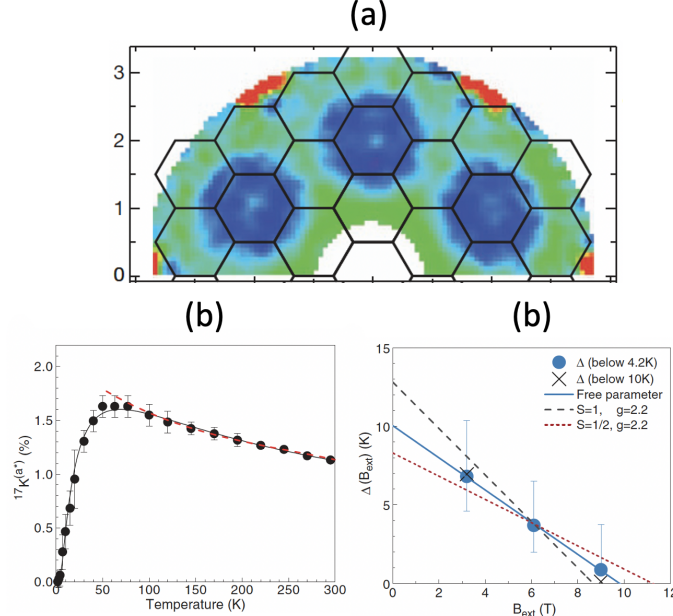 (a)
3
2
1
0
(b)
(b)
2.0
1.5
1.0
0.5
0.0
¹⁷K⁽ᵃ*⁾ (%)
0 50 100 150 200 250 300
Temperature (K)
15
10
5
0
Δ (B_ext) (K)
Δ (below 4.2K)
Δ (below 10K)
Free parameter
S=1, g=2.2
S=1/2, g=2.2
0 2 4 6 8 10 12
B_ext (T)